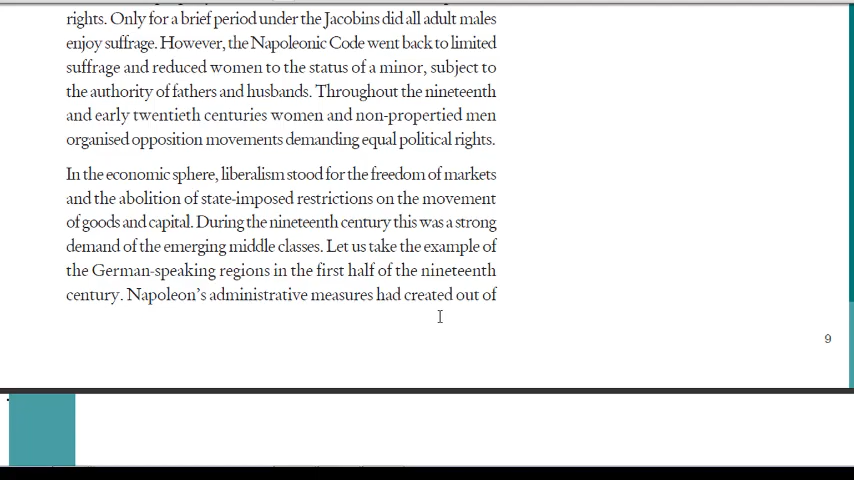 rights. Only for a brief period under the Jacobins did all adult males
enjoy suffrage. However, the Napoleonic Code went back to limited
suffrage and reduced women to the status of a minor, subject to
the authority of fathers and husbands. Throughout the nineteenth
and early twentieth centuries women and non-propertied men
organised opposition movements demanding equal political rights.
In the economic sphere, liberalism stood for the freedom of markets
and the abolition of state-imposed restrictions on the movement
of goods and capital. During the nineteenth century this was a strong
demand of the emerging middle classes. Let us take the example of
the German-speaking regions in the first half of the nineteenth
century. Napoleon’s administrative measures had created out of
9